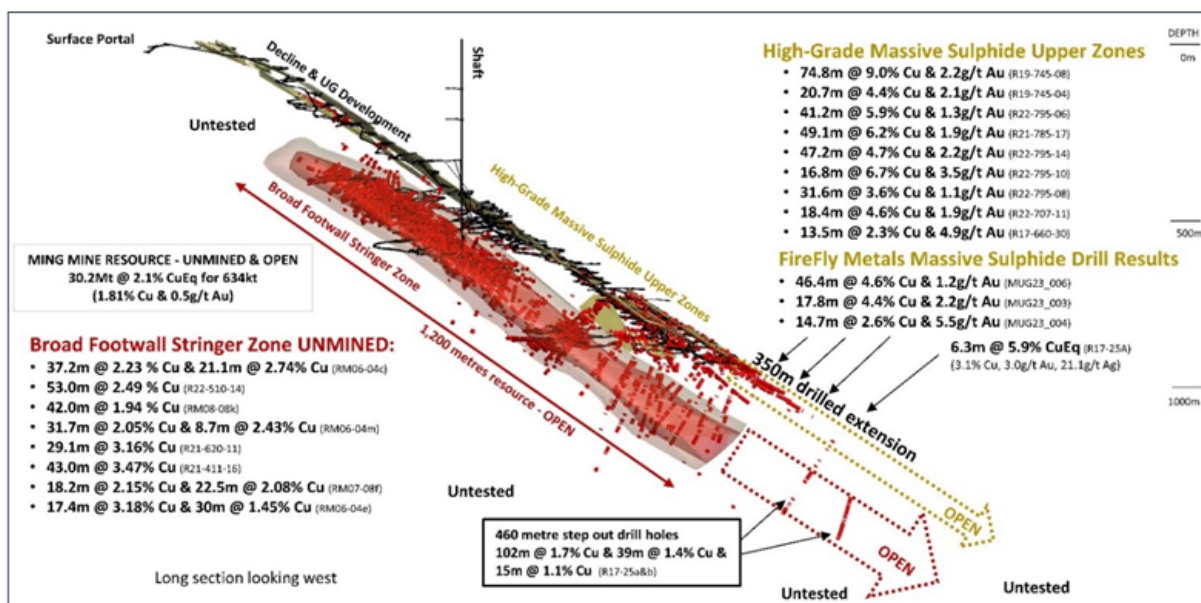 Surface Portal
Decline & UG Development
Shaft
Untested
High-Grade Massive Sulphide Upper Zones
Broad Footwall Stringer Zone
1,200 metres resource - OPEN
MING MINE RESOURCE - UNMINED & OPEN
30.2Mt @ 2.1% CuEq for 634kt
(1.81% Cu & 0.5g/t Au)
Broad Footwall Stringer Zone UNMINED:
• 37.2m @ 2.23 % Cu & 21.1m @ 2.74% Cu (RM06-04c)
• 53.0m @ 2.49 % Cu (R22-510-14)
• 42.0m @ 1.94 % Cu (RM08-08k)
• 31.7m @ 2.05% Cu & 8.7m @ 2.43% Cu (RM06-04m)
• 29.1m @ 3.16% Cu (R21-620-11)
• 43.0m @ 3.47% Cu (R21-411-16)
• 18.2m @ 2.15% Cu & 22.5m @ 2.08% Cu (RM07-08f)
• 17.4m @ 3.18% Cu & 30m @ 1.45% Cu (RM06-04e)
Long section looking west
High-Grade Massive Sulphide Upper Zones
• 74.8m @ 9.0% Cu & 2.2g/t Au (R19-745-08)
• 20.7m @ 4.4% Cu & 2.1g/t Au (R19-745-04)
• 41.2m @ 5.9% Cu & 1.3g/t Au (R22-795-06)
• 49.1m @ 6.2% Cu & 1.9g/t Au (R21-785-17)
• 47.2m @ 4.7% Cu & 2.2g/t Au (R22-795-14)
• 16.8m @ 6.7% Cu & 3.5g/t Au (R22-795-10)
• 31.6m @ 3.6% Cu & 1.1g/t Au (R22-795-08)
• 18.4m @ 4.6% Cu & 1.9g/t Au (R22-707-11)
• 13.5m @ 2.3% Cu & 4.9g/t Au (R17-660-30)
FireFly Metals Massive Sulphide Drill Results
• 46.4m @ 4.6% Cu & 1.2g/t Au (MUG23_006)
• 17.8m @ 4.4% Cu & 2.2g/t Au (MUG23_003)
• 14.7m @ 2.6% Cu & 5.5g/t Au (MUG23_004)
6.3m @ 5.9% CuEq (R17-25A)
(3.1% Cu, 3.0g/t Au, 21.1g/t Ag)
350m drilled extension
OPEN
OPEN
Untested
460 metre step out drill holes
102m @ 1.7% Cu & 39m @ 1.4% Cu &
15m @ 1.1% Cu (R17-25a&b)
Untested
Untested
DEPTH
0m
500m
1000m